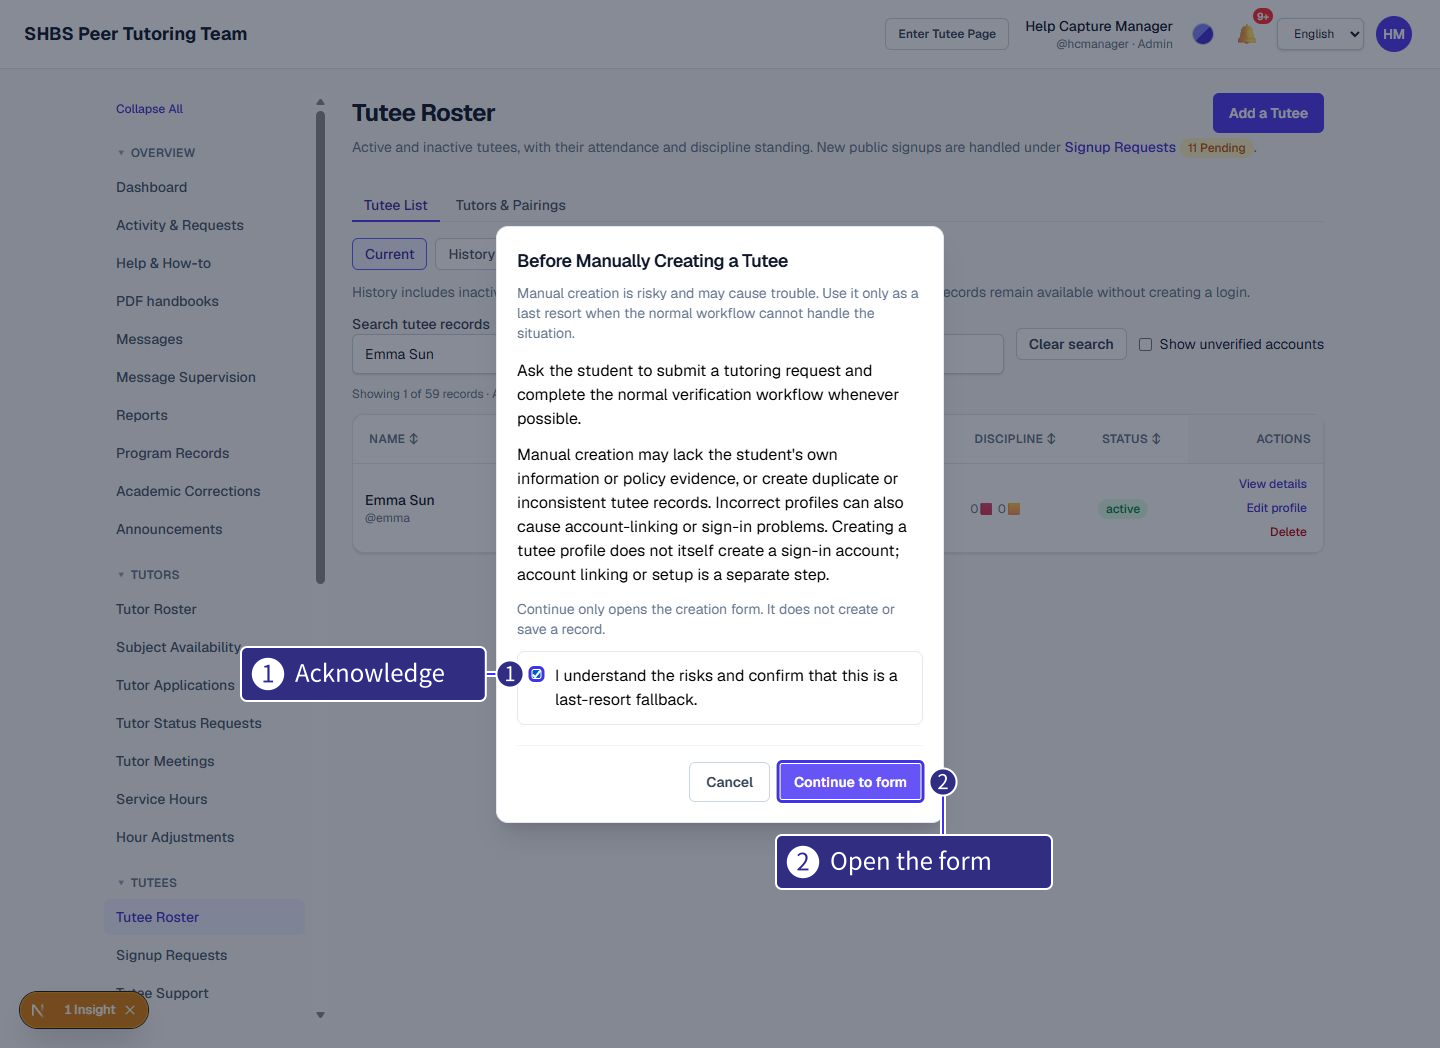 SHBS Peer Tutoring Team
Enter Tutee Page
Help Capture Manager
@hcmanager · Admin
9+
English
HM
Collapse All
OVERVIEW
Dashboard
Activity & Requests
Help & How-to
PDF handbooks
Messages
Message Supervision
Reports
Program Records
Academic Corrections
Announcements
TUTORS
Tutor Roster
Subject Availability
Tutor Applications
Tutor Status Requests
Tutor Meetings
Service Hours
Hour Adjustments
TUTEES
Tutee Roster
Signup Requests
Tutee Support
1 Insight
Tutee Roster
Add a Tutee
Active and inactive tutees, with their attendance and discipline standing. New public signups are handled under Signup Requests 11 Pending.
Tutee List
Tutors & Pairings
Current
History
History includes
ecords remain available without creating a login.
Search tutee records
Emma Sun
Clear search
Show unverified accounts
Showing 1 of 59 records ·
NAME
DISCIPLINE
STATUS
ACTIONS
Emma Sun
@emma
0 0
active
View details
Edit profile
Delete
Before Manually Creating a Tutee
Manual creation is risky and may cause trouble. Use it only as a
last resort when the normal workflow cannot handle the
situation.
Ask the student to submit a tutoring request and
complete the normal verification workflow whenever
possible.
Manual creation may lack the student's own
information or policy evidence, or create duplicate or
inconsistent tutee records. Incorrect profiles can also
cause account-linking or sign-in problems. Creating a
tutee profile does not itself create a sign-in account;
account linking or setup is a separate step.
Continue only opens the creation form. It does not create or
save a record.
1 Acknowledge
1
I understand the risks and confirm that this is a
last-resort fallback.
Cancel
Continue to form
2
2 Open the form